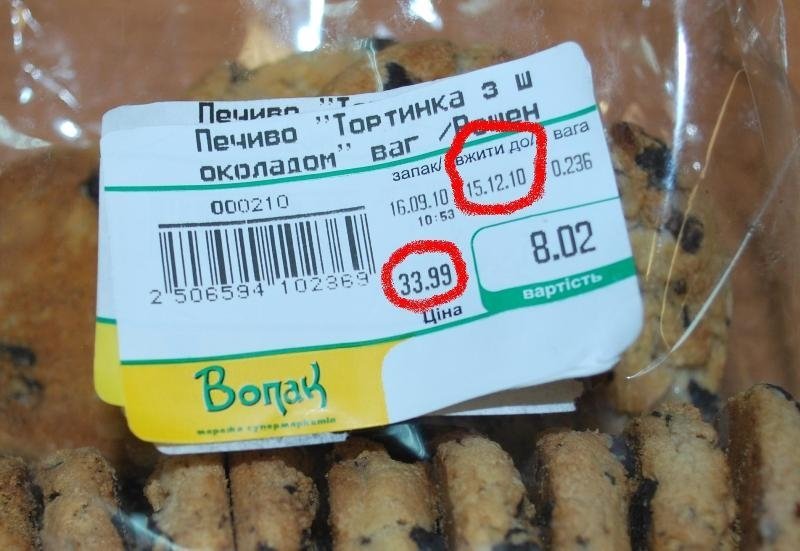 Печиво "Т
Печиво "Тортинка з ш
околадом" ваг /Рошен
запак/ вжити до/ вага
000210
16.09.10 15.12.10 0.236
10:53
2 506594 102369
33.99 8.02
Ціна вартість
Вопак
мережа супермаркетів